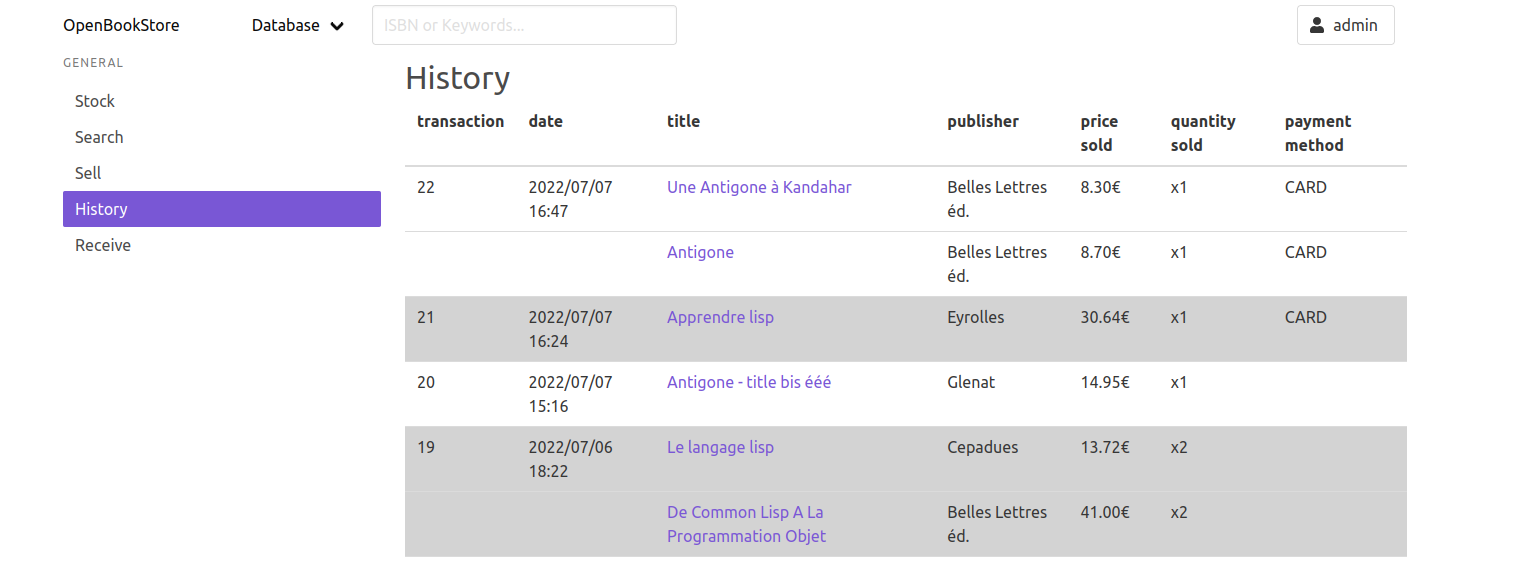 OpenBookStore Database ISBN or Keywords... admin
GENERAL
Stock
Search
Sell
History
Receive
History
transaction date title publisher price sold quantity sold payment method
22 2022/07/07 16:47 Une Antigone à Kandahar Belles Lettres éd. 8.30€ x1 CARD
Antigone Belles Lettres éd. 8.70€ x1 CARD
21 2022/07/07 16:24 Apprendre lisp Eyrolles 30.64€ x1 CARD
20 2022/07/07 15:16 Antigone - title bis ééé Glenat 14.95€ x1
19 2022/07/06 18:22 Le langage lisp Cepadues 13.72€ x2
De Common Lisp A La Programmation Objet Belles Lettres éd. 41.00€ x2